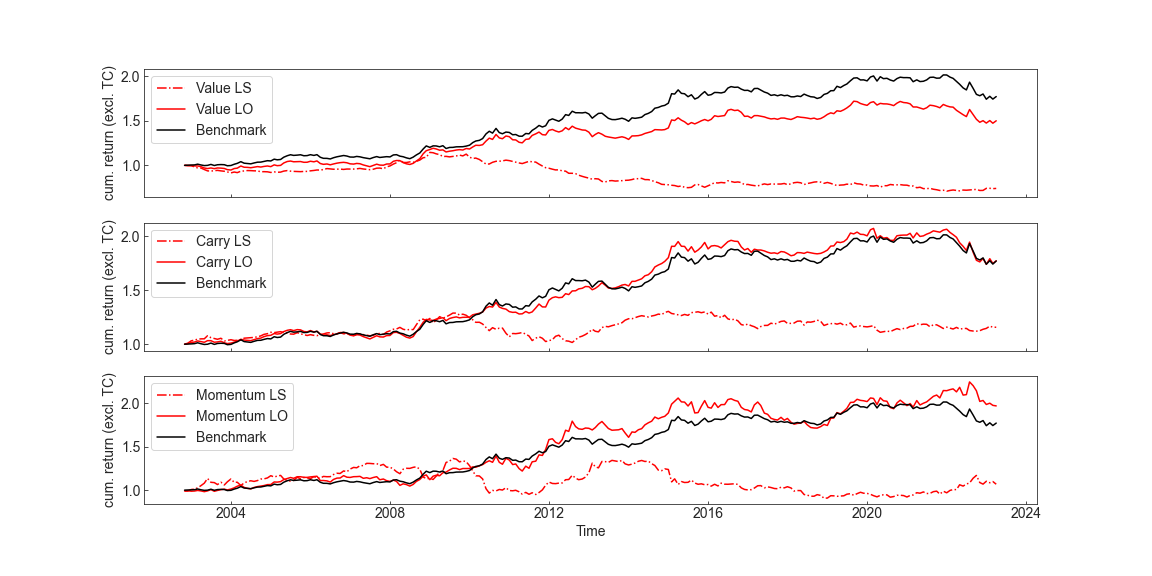 cum. return (excl. TC)
2.0
1.5
1.0
Value LS
Value LO
Benchmark
cum. return (excl. TC)
2.0
1.5
1.0
Carry LS
Carry LO
Benchmark
cum. return (excl. TC)
2.0
1.5
1.0
Momentum LS
Momentum LO
Benchmark
2004 2008 2012 2016 2020 2024
Time